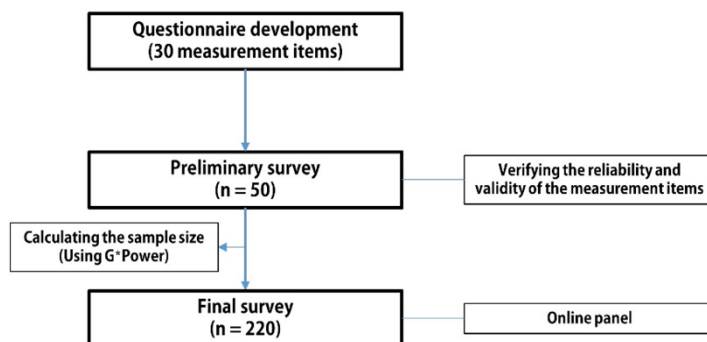 Questionnaire development
(30 measurement items)
Preliminary survey
(n = 50)
Verifying the reliability and
validity of the measurement items
Calculating the sample size
(Using G*Power)
Final survey
(n = 220)
Online panel